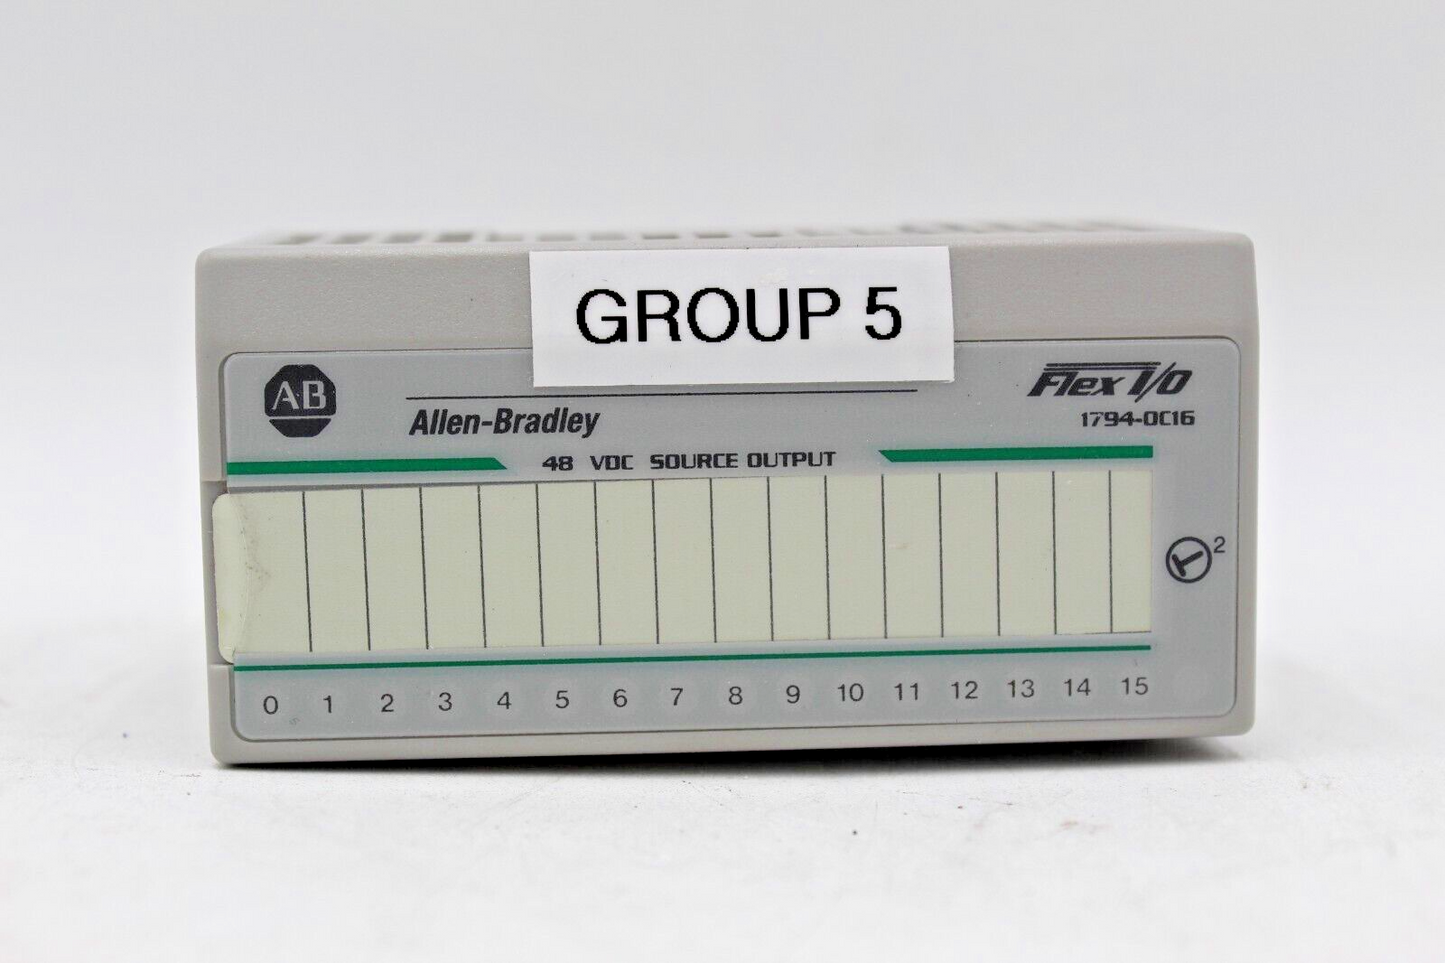 GROUP 5
AB
Allen-Bradley
Flex I/O
1794-OC16
48 VDC SOURCE OUTPUT
2
0 1 2 3 4 5 6 7 8 9 10 11 12 13 14 15